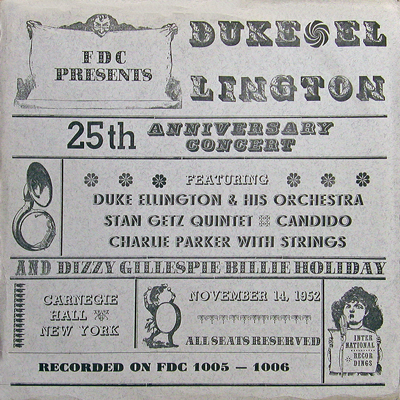 FDC
PRESENTS
DUKE EL
LINGTON
25th ANNIVERSARY
CONCERT
FEATURING
DUKE ELLINGTON & HIS ORCHESTRA
STAN GETZ QUINTET CANDIDO
CHARLIE PARKER WITH STRINGS
AND DIZZY GILLESPIE BILLIE HOLIDAY
CARNEGIE
HALL
NEW YORK
NOVEMBER 14, 1952
ALL SEATS RESERVED
INTER
NATIONAL
RECOR
DINGS
RECORDED ON FDC 1005 — 1006